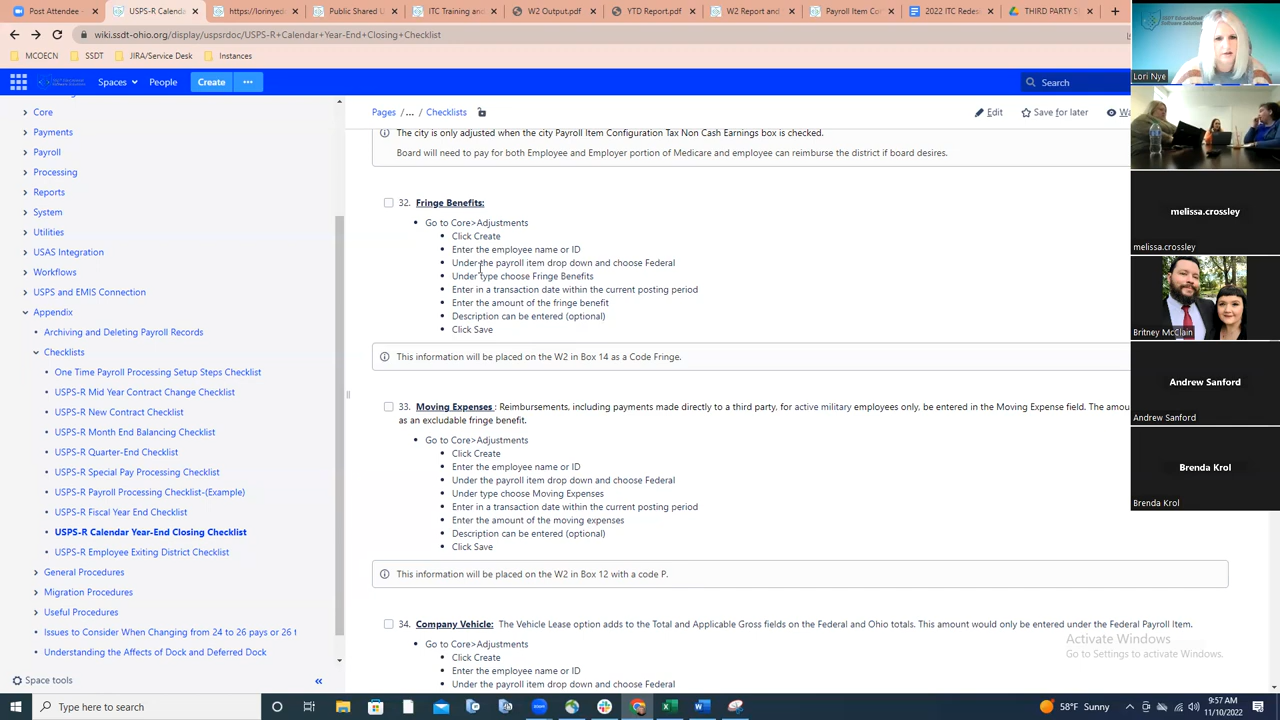 Post Attendee
USPS-R Calenda
https://lorinyed
Public Shared U
ITC Training and
W2 Output.pdf
YTD Report.pdf
W2 Report and
Payroll Item Co
2022 ITC Redes
THIRD PARTY S
wiki.ssdt-ohio.org/display/uspsrdoc/USPS-R+Calendar+Year-End+Closing+Checklist
MCOECN
SSDT
JIRA/Service Desk
Instances
Spaces
People
Create
Search
Core
Payments
Payroll
Processing
Reports
System
Utilities
USAS Integration
Workflows
USPS and EMIS Connection
Appendix
Archiving and Deleting Payroll Records
Checklists
One Time Payroll Processing Setup Steps Checklist
USPS-R Mid Year Contract Change Checklist
USPS-R New Contract Checklist
USPS-R Month End Balancing Checklist
USPS-R Quarter-End Checklist
USPS-R Special Pay Processing Checklist
USPS-R Payroll Processing Checklist-(Example)
USPS-R Fiscal Year End Checklist
USPS-R Calendar Year-End Closing Checklist
USPS-R Employee Exiting District Checklist
General Procedures
Migration Procedures
Useful Procedures
Issues to Consider When Changing from 24 to 26 pays or 26 t
Understanding the Affects of Dock and Deferred Dock
Space tools
Pages /... / Checklists
Edit
Save for later
Wa
The city is only adjusted when the city Payroll Item Configuration Tax Non Cash Earnings box is checked.
Board will need to pay for both Employee and Employer portion of Medicare and employee can reimburse the district if board desires.
32. Fringe Benefits:
Go to Core>Adjustments
Click Create
Enter the employee name or ID
Under the payroll item drop down and choose Federal
Under type choose Fringe Benefits
Enter in a transaction date within the current posting period
Enter the amount of the fringe benefit
Description can be entered (optional)
Click Save
This information will be placed on the W2 in Box 14 as a Code Fringe.
33. Moving Expenses : Reimbursements, including payments made directly to a third party, for active military employees only, be entered in the Moving Expense field. The amou
as an excludable fringe benefit.
Go to Core>Adjustments
Click Create
Enter the employee name or ID
Under the payroll item drop down and choose Federal
Under type choose Moving Expenses
Enter in a transaction date within the current posting period
Enter the amount of the moving expenses
Description can be entered (optional)
Click Save
This information will be placed on the W2 in Box 12 with a code P.
34. Company Vehicle: The Vehicle Lease option adds to the Total and Applicable Gross fields on the Federal and Ohio totals. This amount would only be entered under the Federal Payroll Item.
Go to Core>Adjustments
Click Create
Enter the employee name or ID
Under the payroll item drop down and choose Federal
Activate Windows
Go to Settings to activate Windows.
Lori Nye
melissa.crossley
melissa.crossley
Britney McClain
Andrew Sanford
Andrew Sanford
Brenda Krol
Brenda Krol
Type here to search
58°F Sunny
9:57 AM
11/10/2022